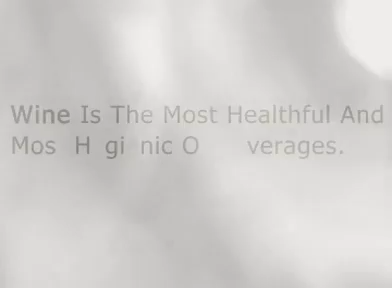 Wine Is The Most Healthful And
Mos H gi nic O verages.